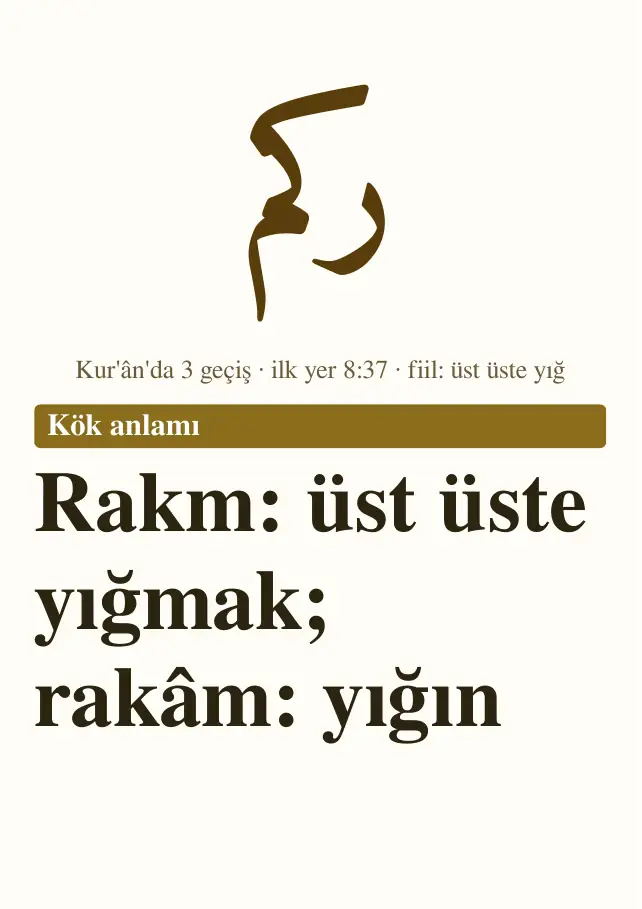 ركم
Kur'ân'da 3 geçiş · ilk yer 8:37 · fiil: üst üste yığ
Kök anlamı
Rakm: üst üste
yığmak;
rakâm: yığın